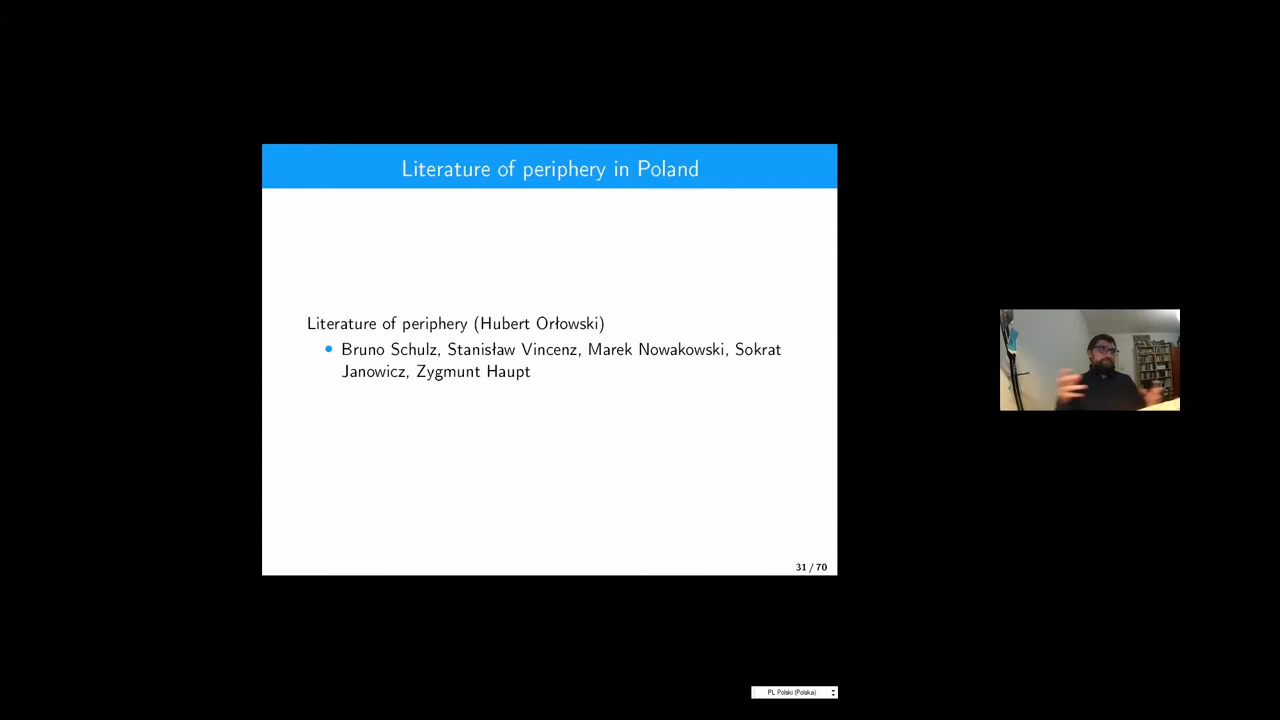 Literature of periphery in Poland
Literature of periphery (Hubert Orłowski)
Bruno Schulz, Stanisław Vincenz, Marek Nowakowski, Sokrat
Janowicz, Zygmunt Haupt
31 / 70
PL Polski (Polska)